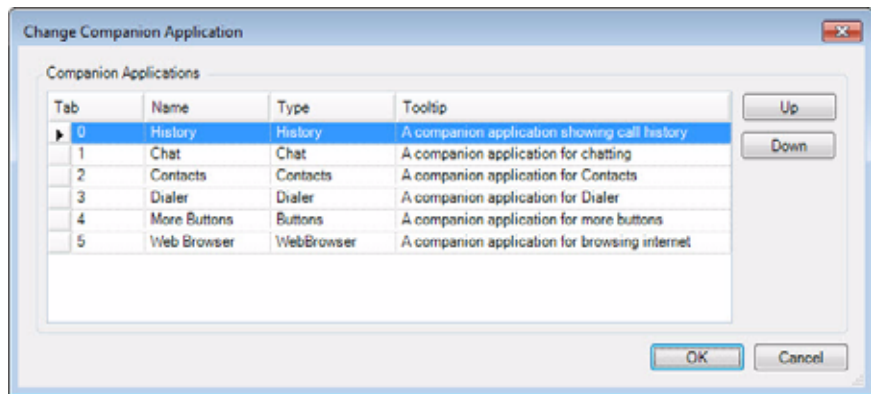 Change Companion Application
Companion Applications
Tab Name Type Tooltip
0 History History A companion application showing call history
1 Chat Chat A companion application for chatting
2 Contacts Contacts A companion application for Contacts
3 Dialer Dialer A companion application for Dialer
4 More Buttons Buttons A companion application for more buttons
5 Web Browser WebBrowser A companion application for browsing internet
Up
Down
OK Cancel